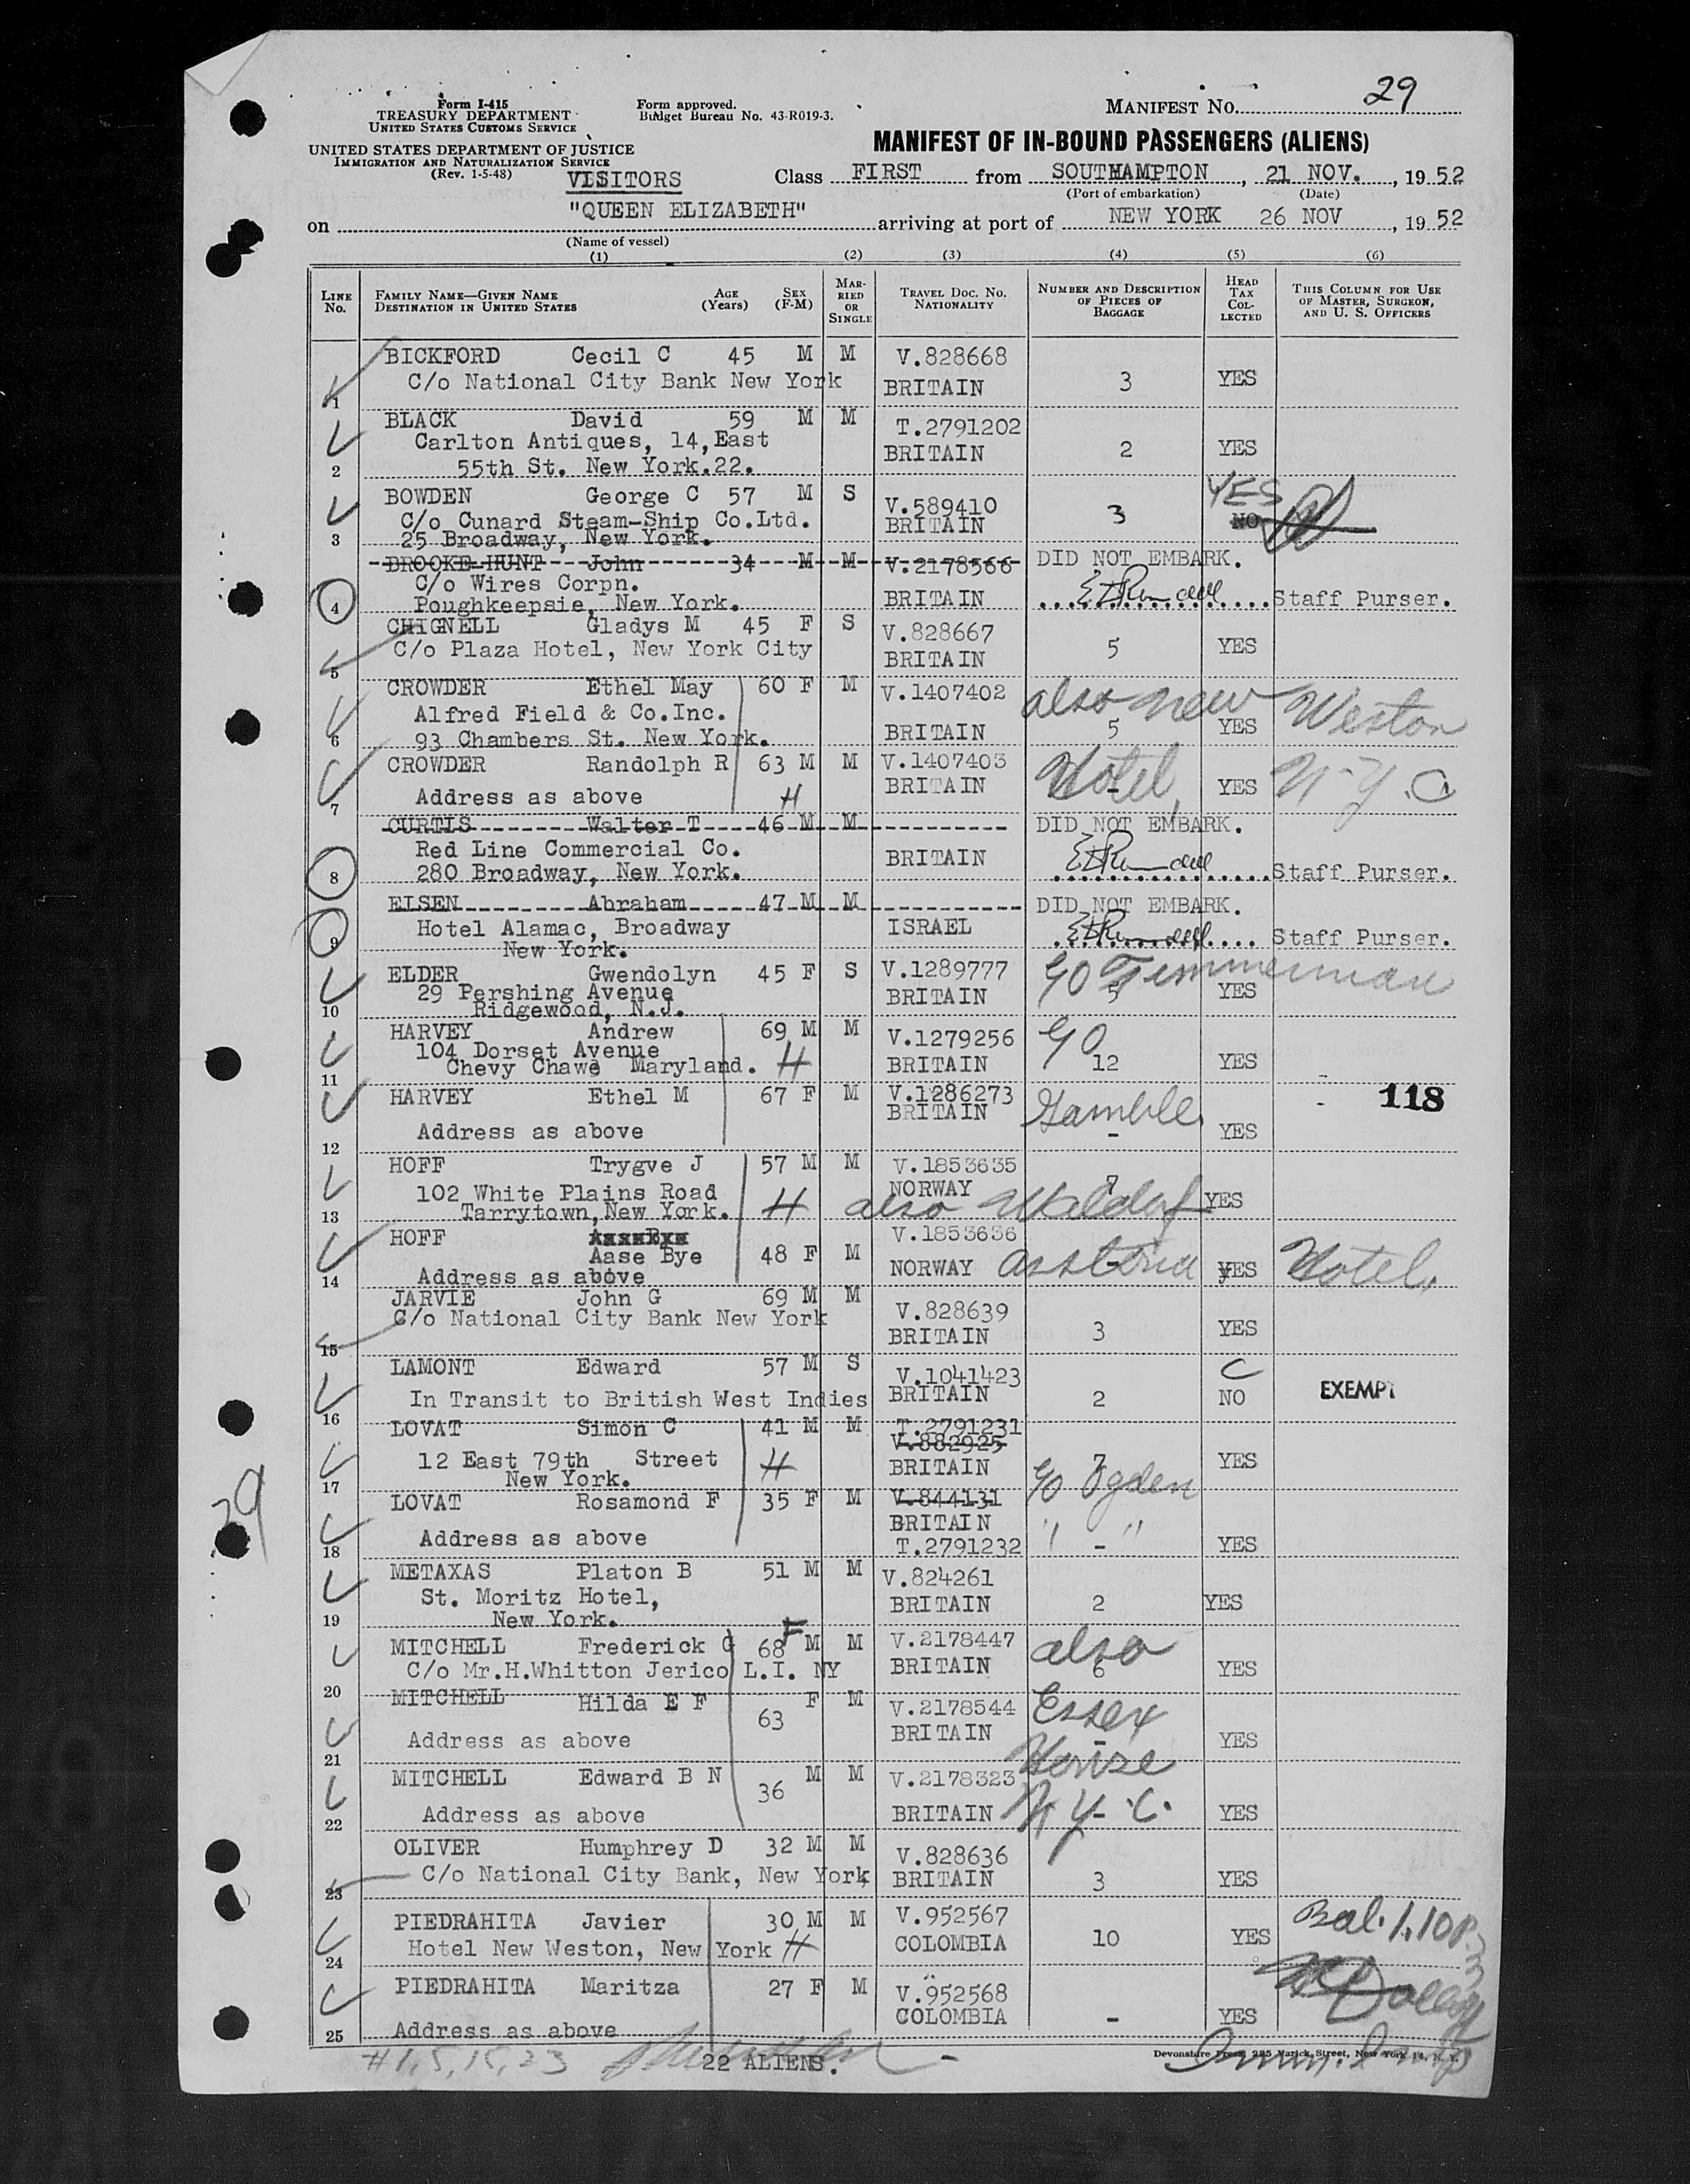 29
Form I-415
TREASURY DEPARTMENT
UNITED STATES CUSTOMS SERVICE
Form approved.
Budget Bureau No. 43-R019-3.
MANIFEST NO.
UNITED STATES DEPARTMENT OF JUSTICE
IMMIGRATION AND NATURALIZATION SERVICE
(Rev. 1-5-48)
MANIFEST OF IN-BOUND PASSENGERS (ALIENS)
VISITORS
Class FIRST from SOUTHAMPTON, 21 NOV., 1952
(Port of embarkation) (Date)
on "QUEEN ELIZABETH" arriving at port of NEW YORK 26 NOV, 1952
(Name of vessel)
(1) (2) (3) (4) (5) (6)
LINE No. FAMILY NAME—GIVEN NAME DESTINATION IN UNITED STATES AGE (Years) SEX (F-M) MARRIED OR SINGLE TRAVEL DOC. NO. NATIONALITY NUMBER AND DESCRIPTION OF PIECES OF BAGGAGE HEAD TAX COLLECTED THIS COLUMN FOR USE OF MASTER, SURGEON, AND U. S. OFFICERS
BICKFORD Cecil C 45 M M V.828668
C/o National City Bank New York BRITAIN 3 YES
1
BLACK David 59 M M T.2791202
Carlton Antiques, 14,East BRITAIN 2 YES
2 55th St. New York.22.
BOWDEN George C 57 M S V.589410 3 YES
C/o Cunard Steam-Ship Co.Ltd. BRITAIN NO
3 25 Broadway, New York.
BROOKE-HUNT John 34 M M V.2178566 DID NOT EMBARK.
C/o Wires Corpn.
4 Poughkeepsie, New York. BRITAIN Staff Purser.
CHIGNELL Gladys M 45 F S V.828667
C/o Plaza Hotel, New York City BRITAIN 5 YES
5
CROWDER Ethel May 60 F M V.1407402 also New Weston
Alfred Field & Co.Inc.
6 93 Chambers St. New York. BRITAIN 5 YES
CROWDER Randolph R 63 M M V.1407403 Hotel, N.Y.C
Address as above H BRITAIN - YES
7
CURTIS Walter T 46 M M DID NOT EMBARK.
Red Line Commercial Co. BRITAIN
8 280 Broadway, New York. Staff Purser.
EISEN Abraham 47 M M DID NOT EMBARK.
Hotel Alamac, Broadway ISRAEL
9 New York. Staff Purser.
ELDER Gwendolyn 45 F S V.1289777 c/o Timmerman
29 Pershing Avenue BRITAIN 5 YES
10 Ridgewood, N.J.
HARVEY Andrew 69 M M V.1279256 c/o
104 Dorset Avenue
11 Chevy Chawe Maryland. H BRITAIN 12 YES
HARVEY Ethel M 67 F M V.1286273 Gamble 118
BRITAIN
12 Address as above - YES
HOFF Trygve J 57 M M V.1853635
102 White Plains Road NORWAY 7 YES
13 Tarrytown,New York. H also Waldorf
HOFF V.1853636
Aase Bye 48 F M
14 Address as above NORWAY Asstoria - YES Hotel.
JARVIE John G 69 M M V.828639
C/o National City Bank New York BRITAIN 3 YES
15
LAMONT Edward 57 M S V.1041423 C
In Transit to British West Indies BRITAIN 2 NO EXEMPT
16
LOVAT Simon C 41 M M T.2791231
V.882925
12 East 79th Street H BRITAIN 7 YES
17 New York. c/o Ogden
LOVAT Rosamond F 35 F M V.844131
BRITAIN " "
18 Address as above T.2791232 - YES
METAXAS Platon B 51 M M V.824261
St. Moritz Hotel, BRITAIN 2 YES
19 New York.
MITCHELL Frederick G 68 F M M V.2178447 also
C/o Mr.H.Whitton Jerico L.I. NY BRITAIN 6 YES
20
MITCHELL Hilda E F 63 F M V.2178544 Essex
Address as above BRITAIN - YES
21
MITCHELL Edward B N 36 M M V.2178323 House
22 Address as above BRITAIN N.Y.C. YES
OLIVER Humphrey D 32 M M V.828636
C/o National City Bank, New York BRITAIN 3 YES
23
PIEDRAHITA Javier 30 M M V.952567 Bal. 1.10 P.
Hotel New Weston, New York H COLOMBIA 10 YES
24
PIEDRAHITA Maritza 27 F M V.952568
COLOMBIA - YES
25 Address as above
29
#1,5,15,23 22 ALIENS.
Devonshire Press, 225 Varick Street, New York 14, N. Y.